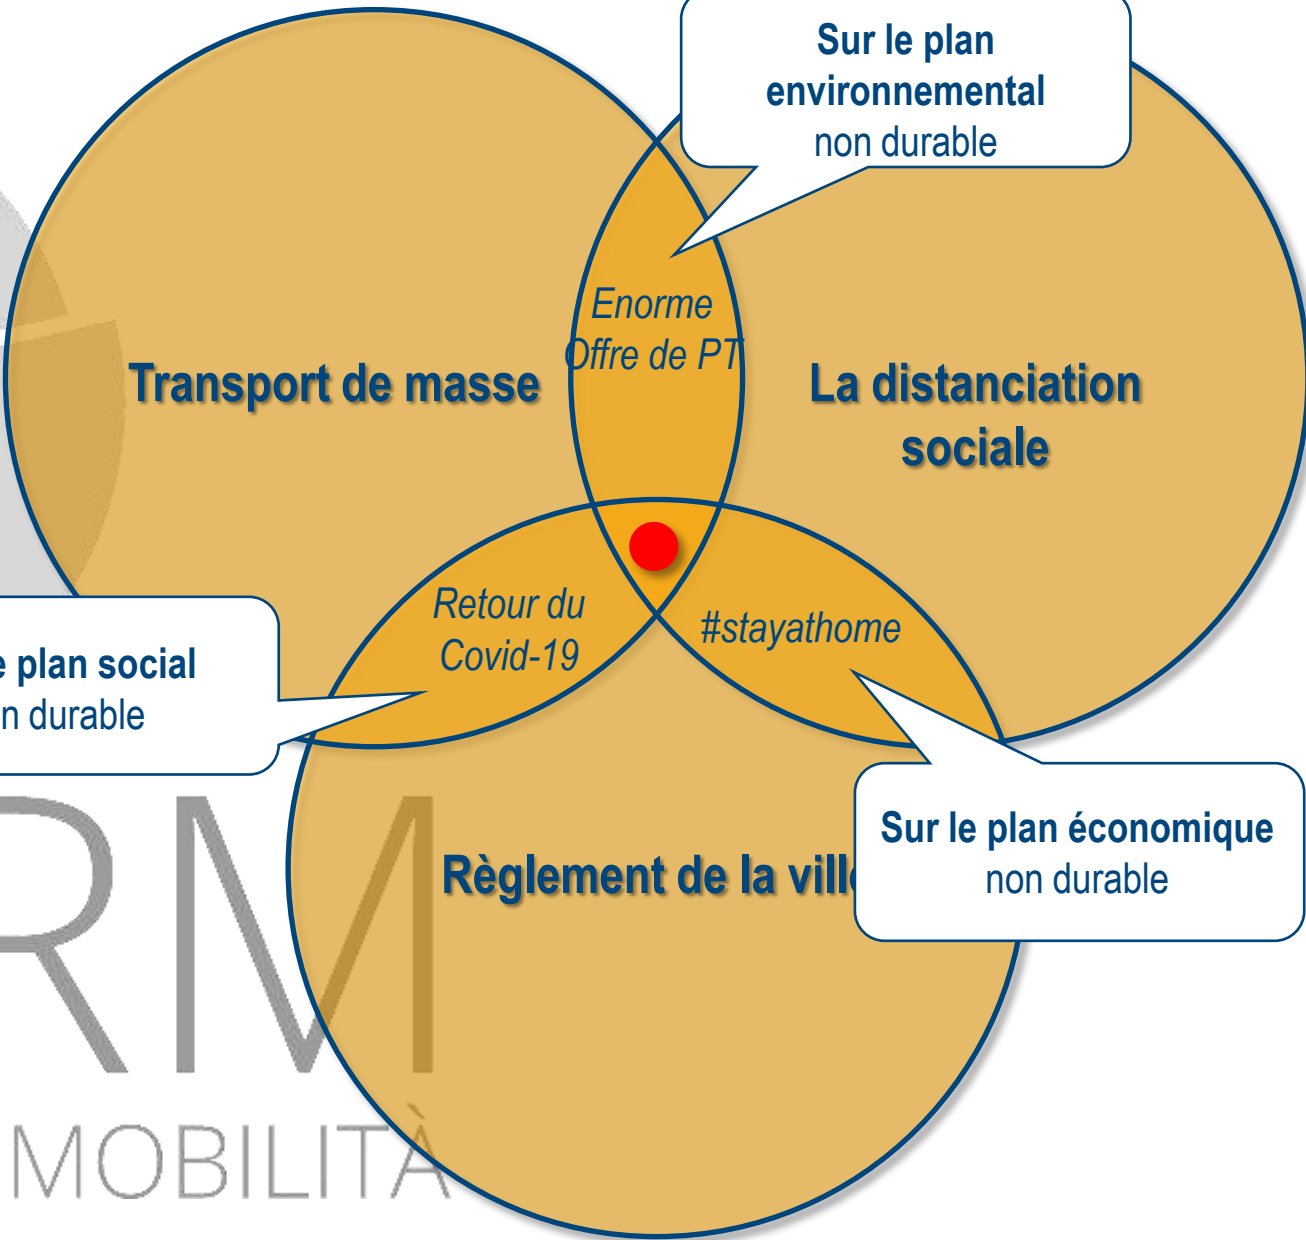 Sur le plan
environnemental
non durable
Enorme
Offre de PT
Transport de masse
La distanciation
sociale
Retour du
Covid-19
#stayathome
plan social
durable
Sur le plan économique
non durable
Règlement de la ville
RM
MOBILITÀ